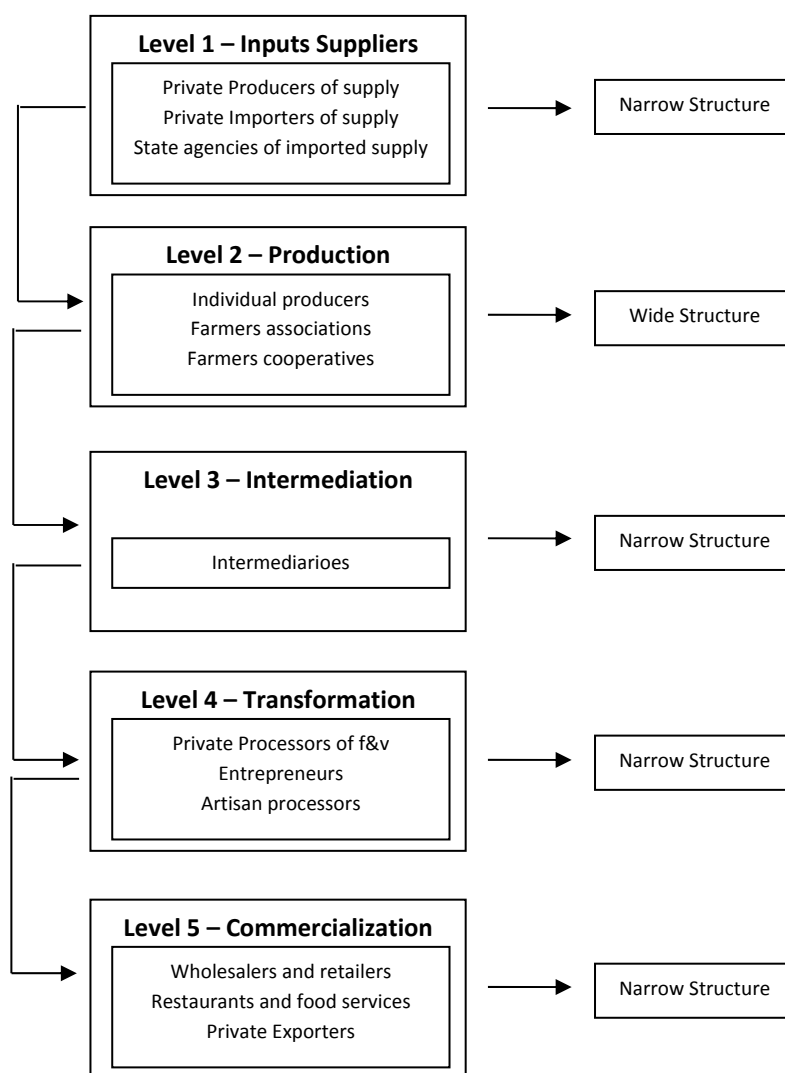 Level 1 – Inputs Suppliers
Private Producers of supply
Private Importers of supply
State agencies of imported supply
Narrow Structure
Level 2 – Production
Individual producers
Farmers associations
Farmers cooperatives
Wide Structure
Level 3 – Intermediation
Intermediarioes
Narrow Structure
Level 4 – Transformation
Private Processors of f&v
Entrepreneurs
Artisan processors
Narrow Structure
Level 5 – Commercialization
Wholesalers and retailers
Restaurants and food services
Private Exporters
Narrow Structure